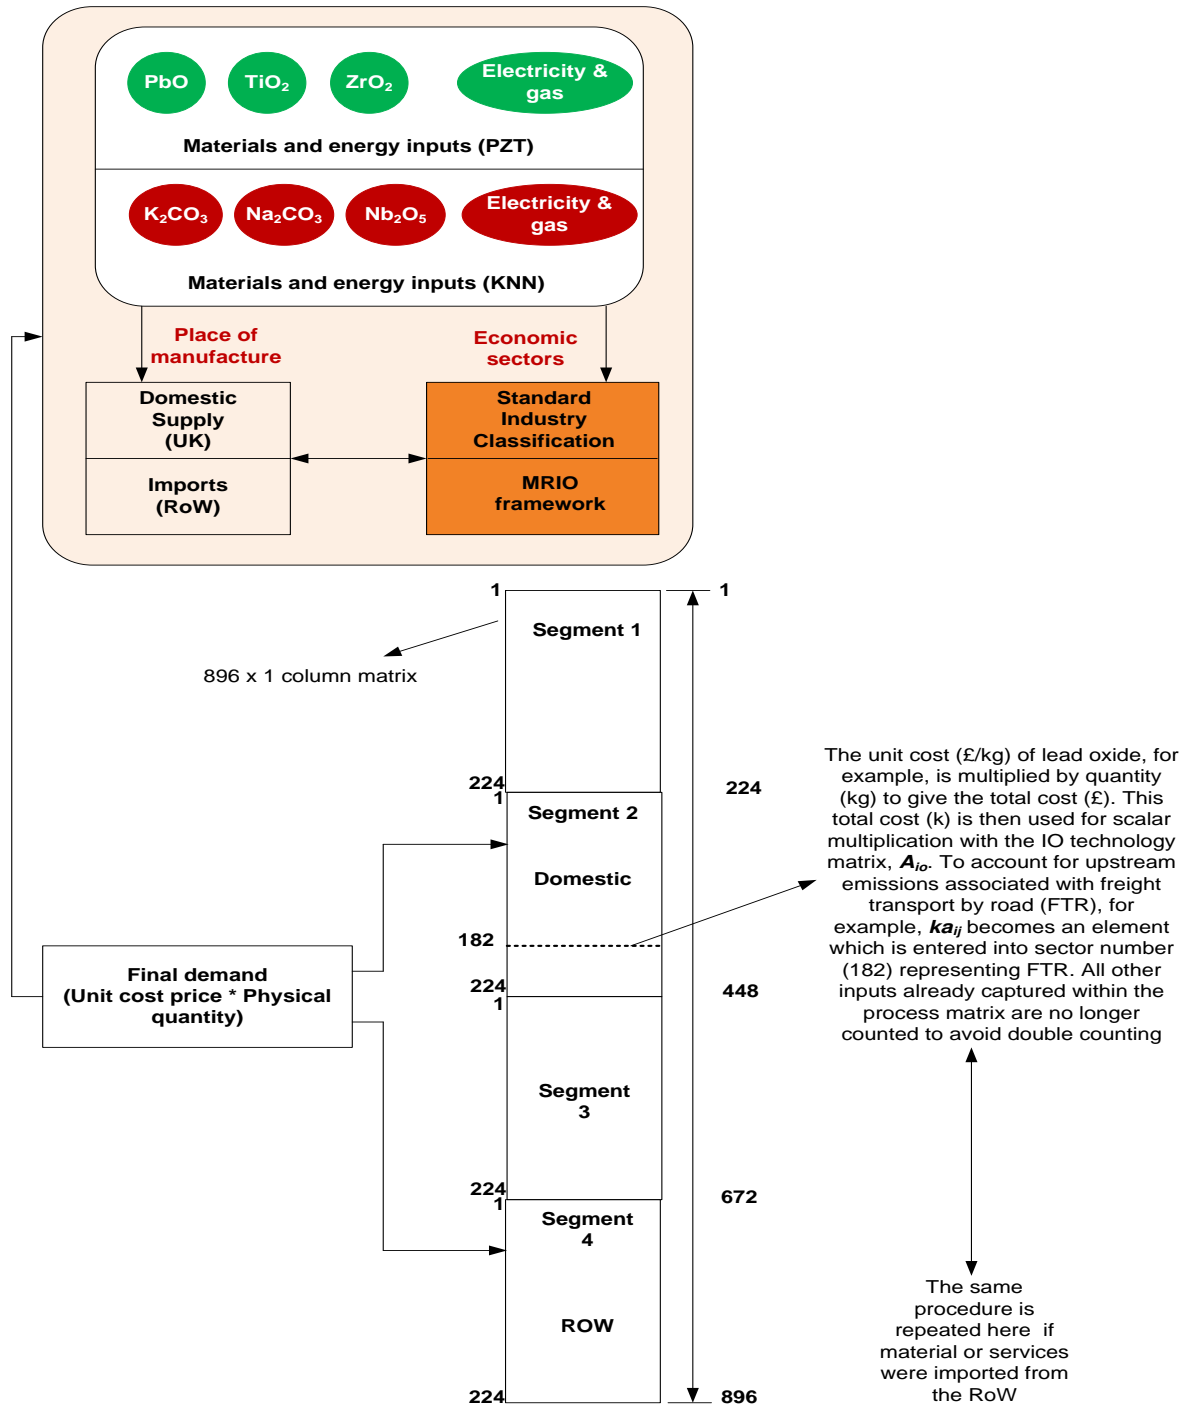 PbO
TiO₂
ZrO₂
Electricity &
gas
Materials and energy inputs (PZT)
K₂CO₃
Na₂CO₃
Nb₂O₅
Electricity &
gas
Materials and energy inputs (KNN)
Place of
manufacture
Economic
sectors
Domestic
Supply
(UK)
Imports
(RoW)
Standard
Industry
Classification
MRIO
framework
1
1
Segment 1
896 x 1 column matrix
224
224
1
Segment 2
Domestic
182
224
448
1
Final demand
(Unit cost price * Physical
quantity)
Segment
3
224
672
1
Segment
4
ROW
224
896
The unit cost (£/kg) of lead oxide, for
example, is multiplied by quantity
(kg) to give the total cost (£). This
total cost (k) is then used for scalar
multiplication with the IO technology
matrix, Aᵢₒ. To account for upstream
emissions associated with freight
transport by road (FTR), for
example, kaᵢⱼ becomes an element
which is entered into sector number
(182) representing FTR. All other
inputs already captured within the
process matrix are no longer
counted to avoid double counting
The same
procedure is
repeated here if
material or services
were imported from
the RoW